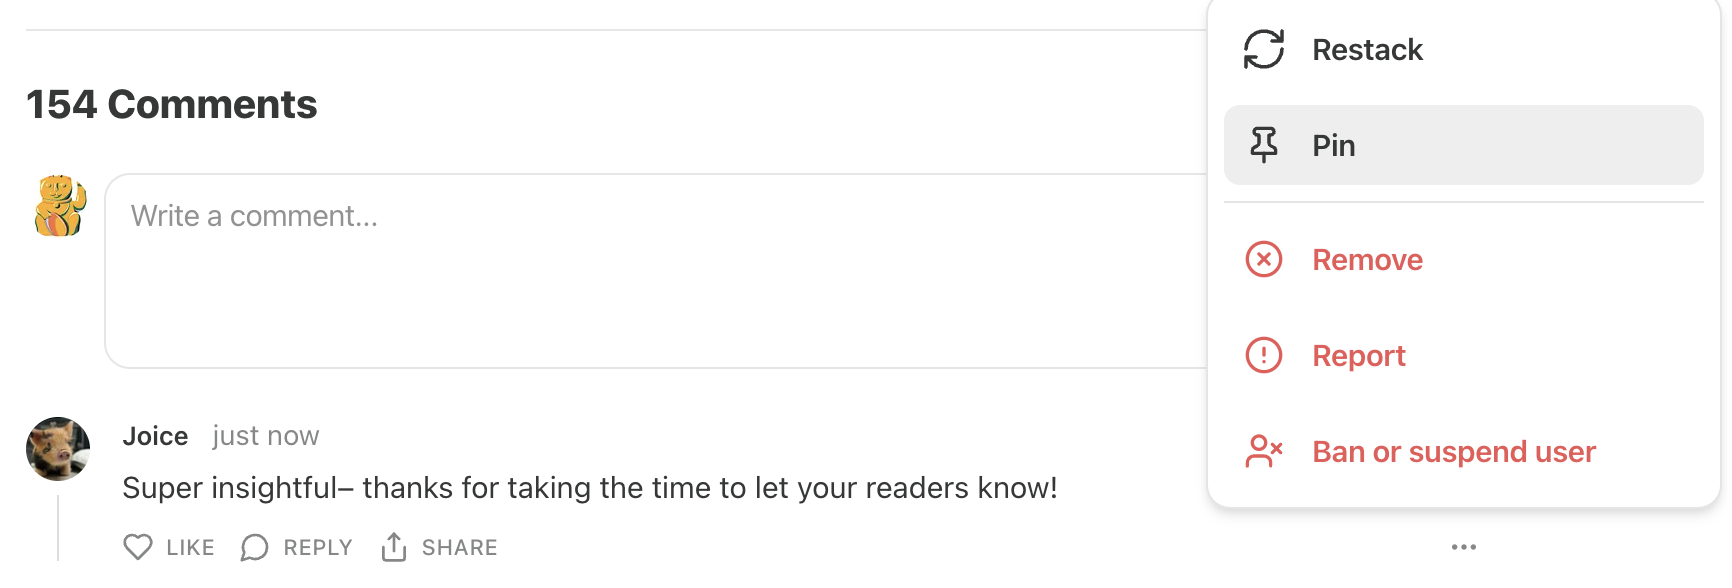 154 Comments
Write a comment...
Joice just now
Super insightful– thanks for taking the time to let your readers know!
LIKE REPLY SHARE
Restack
Pin
Remove
Report
Ban or suspend user